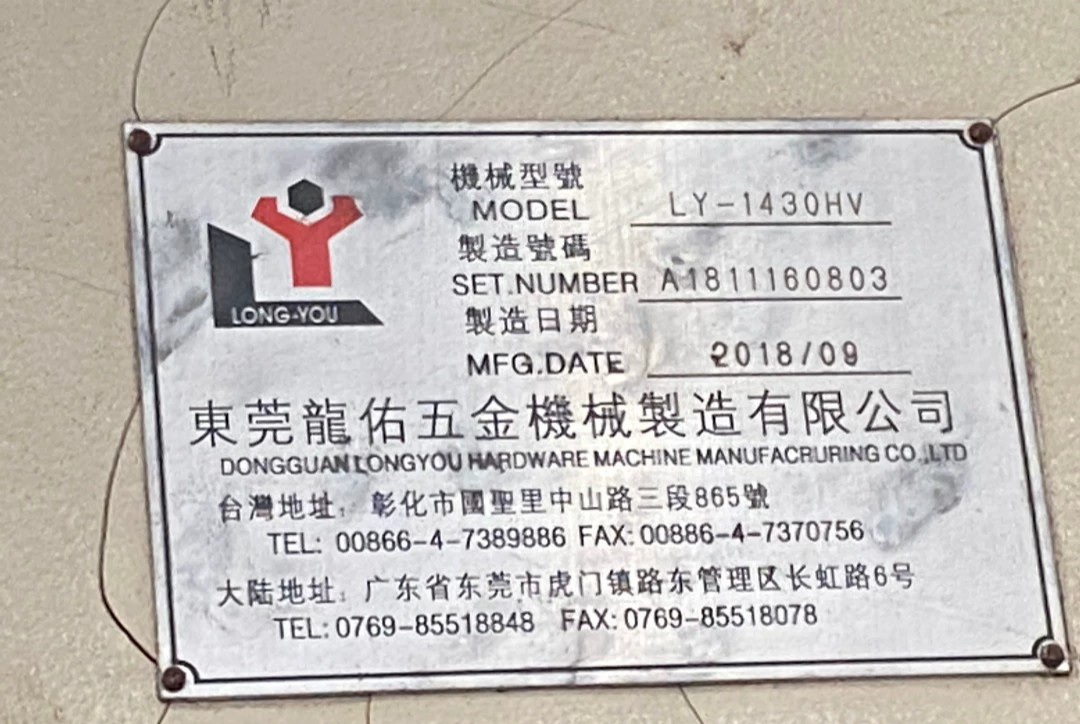 LONG-YOU
機械型號
MODEL LY-1430HV
製造號碼
SET.NUMBER A1811160803
製造日期
MFG.DATE 2018/09
東莞龍佑五金機械製造有限公司
DONGGUAN LONGYOU HARDWARE MACHINE MANUFACRURING CO.,LTD
台灣地址：彰化市國聖里中山路三段865號
TEL: 00866-4-7389886 FAX: 00886-4-7370756
大陆地址：广东省东莞市虎门镇路东管理区长虹路6号
TEL: 0769-85518848 FAX: 0769-85518078